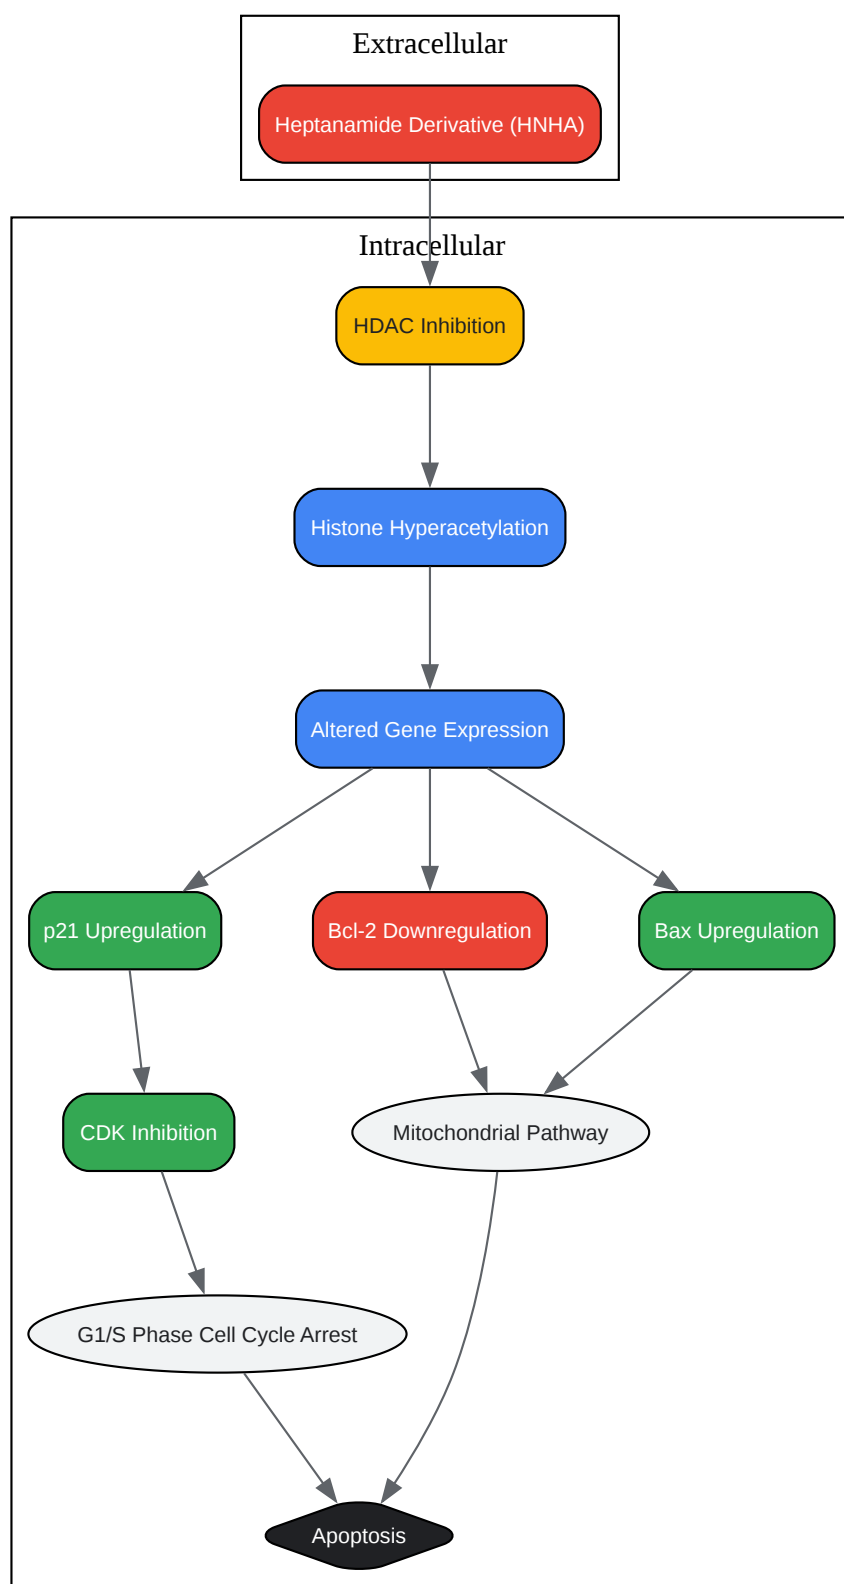 Extracellular
Heptanamide Derivative (HNHA)
Intracellular
HDAC Inhibition
Histone Hyperacetylation
Altered Gene Expression
p21 Upregulation
Bcl-2 Downregulation
Bax Upregulation
CDK Inhibition
Mitochondrial Pathway
G1/S Phase Cell Cycle Arrest
Apoptosis